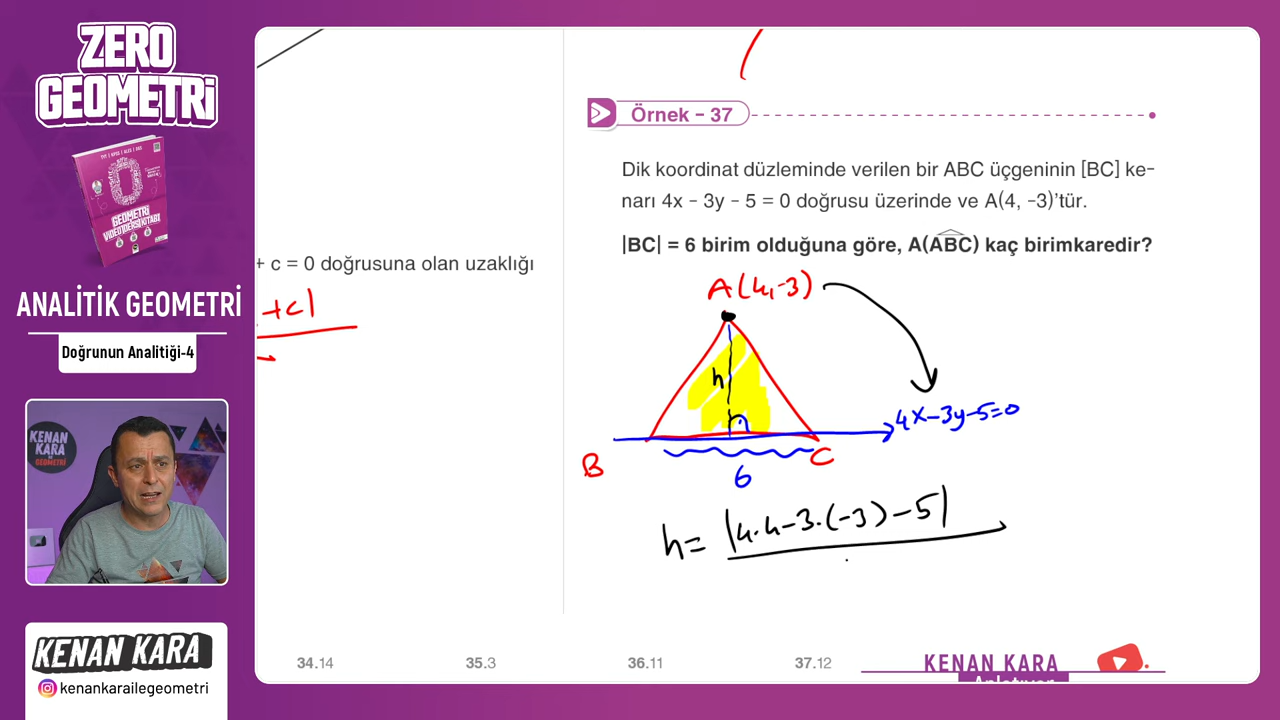 ZERO
GEOMETRİ
GEOMETRİ
VİDEO DERS KİTABI
ANALİTİK GEOMETRİ
Doğrunun Analitiği-4
KENAN
KARA
GEOMETRİ
KENAN KARA
kenankarailegeometri
+ c = 0 doğrusuna olan uzaklığı
+c|
Örnek - 37
Dik koordinat düzleminde verilen bir ABC üçgeninin [BC] ke-
narı 4x - 3y - 5 = 0 doğrusu üzerinde ve A(4, -3)'tür.
|BC| = 6 birim olduğuna göre, A(ABC) kaç birimkaredir?
A(4,-3)
h
4x-3y-5=0
B
C
6
h= |4.4-3.(-3)-5|
34.14
35.3
36.11
37.12
KENAN KARA
Anlatıyor